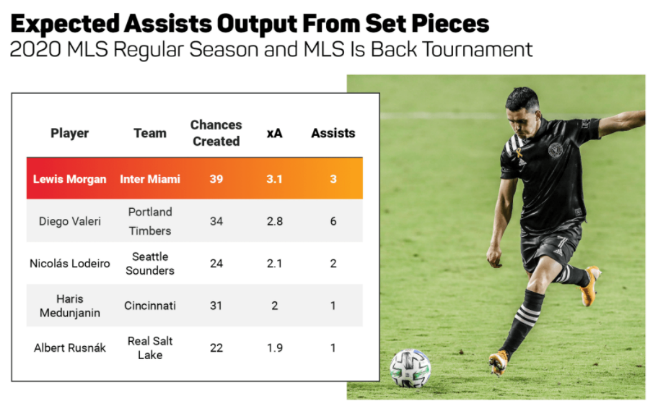 Expected Assists Output From Set Pieces
2020 MLS Regular Season and MLS Is Back Tournament
Player Team Chances Created xA Assists
Lewis Morgan Inter Miami 39 3.1 3
Diego Valeri Portland Timbers 34 2.8 6
Nicolás Lodeiro Seattle Sounders 24 2.1 2
Haris Medunjanin Cincinnati 31 2 1
Albert Rusnák Real Salt Lake 22 1.9 1
7